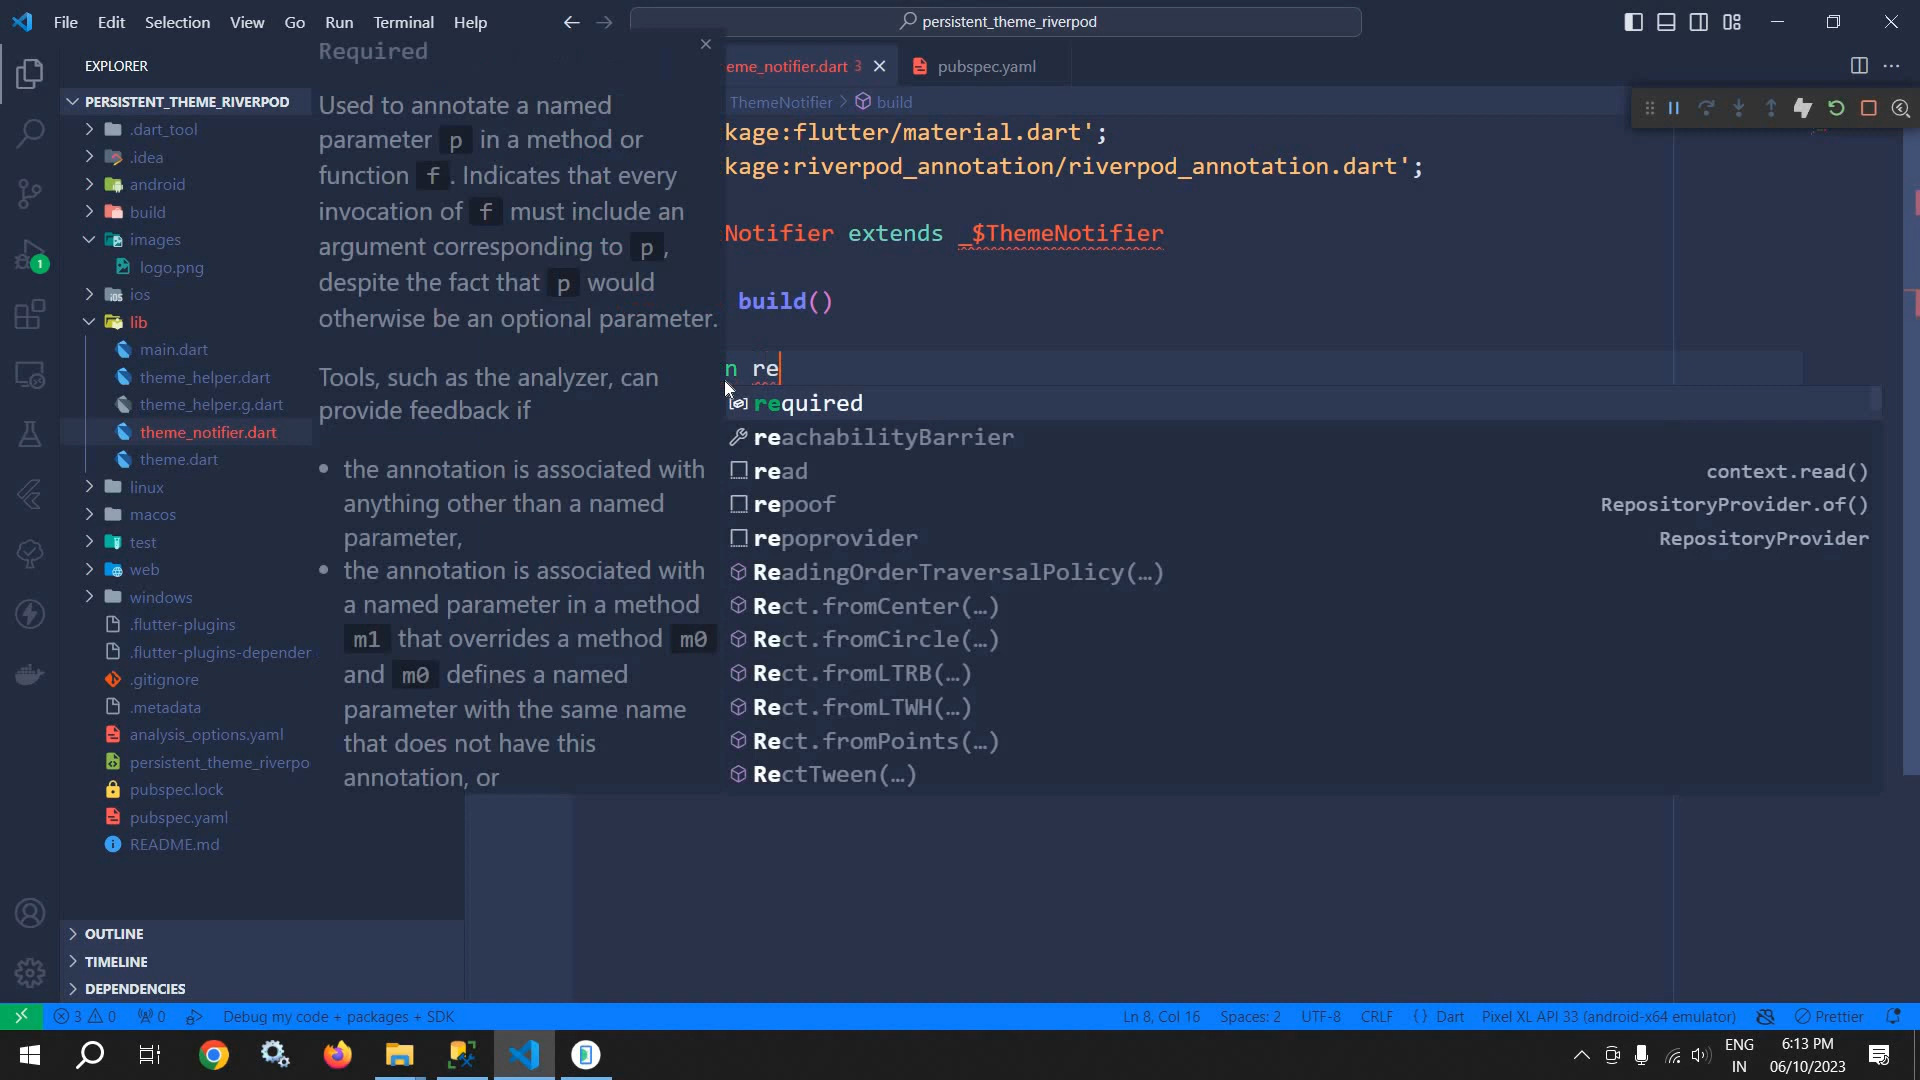 File Edit Selection View Go Run Terminal Help
persistent_theme_riverpod
EXPLORER
PERSISTENT_THEME_RIVERPOD
.dart_tool
.idea
android
build
images
logo.png
ios
lib
main.dart
theme_helper.dart
theme_helper.g.dart
theme_notifier.dart
theme.dart
linux
macos
test
web
windows
.flutter-plugins
.flutter-plugins-depender
.gitignore
.metadata
analysis_options.yaml
persistent_theme_riverpo
pubspec.lock
pubspec.yaml
README.md
OUTLINE
TIMELINE
DEPENDENCIES
1
Required
Used to annotate a named
parameter p in a method or
function f. Indicates that every
invocation of f must include an
argument corresponding to p,
despite the fact that p would
otherwise be an optional parameter.
Tools, such as the analyzer, can
provide feedback if
• the annotation is associated with
anything other than a named
parameter,
• the annotation is associated with
a named parameter in a method
m1 that overrides a method m0
and m0 defines a named
parameter with the same name
that does not have this
annotation, or
eme_notifier.dart 3
pubspec.yaml
ThemeNotifier > build
kage:flutter/material.dart';
kage:riverpod_annotation/riverpod_annotation.dart';
Notifier extends _$ThemeNotifier
build()
n re
required
reachabilityBarrier
read context.read()
repoof RepositoryProvider.of()
repoprovider RepositoryProvider
ReadingOrderTraversalPolicy(…)
Rect.fromCenter(…)
Rect.fromCircle(…)
Rect.fromLTRB(…)
Rect.fromLTWH(…)
Rect.fromPoints(…)
RectTween(…)
3 0 0 Debug my code + packages + SDK Ln 8, Col 16 Spaces: 2 UTF-8 CRLF {} Dart Pixel XL API 33 (android-x64 emulator) Prettier
ENG
IN
6:13 PM
06/10/2023